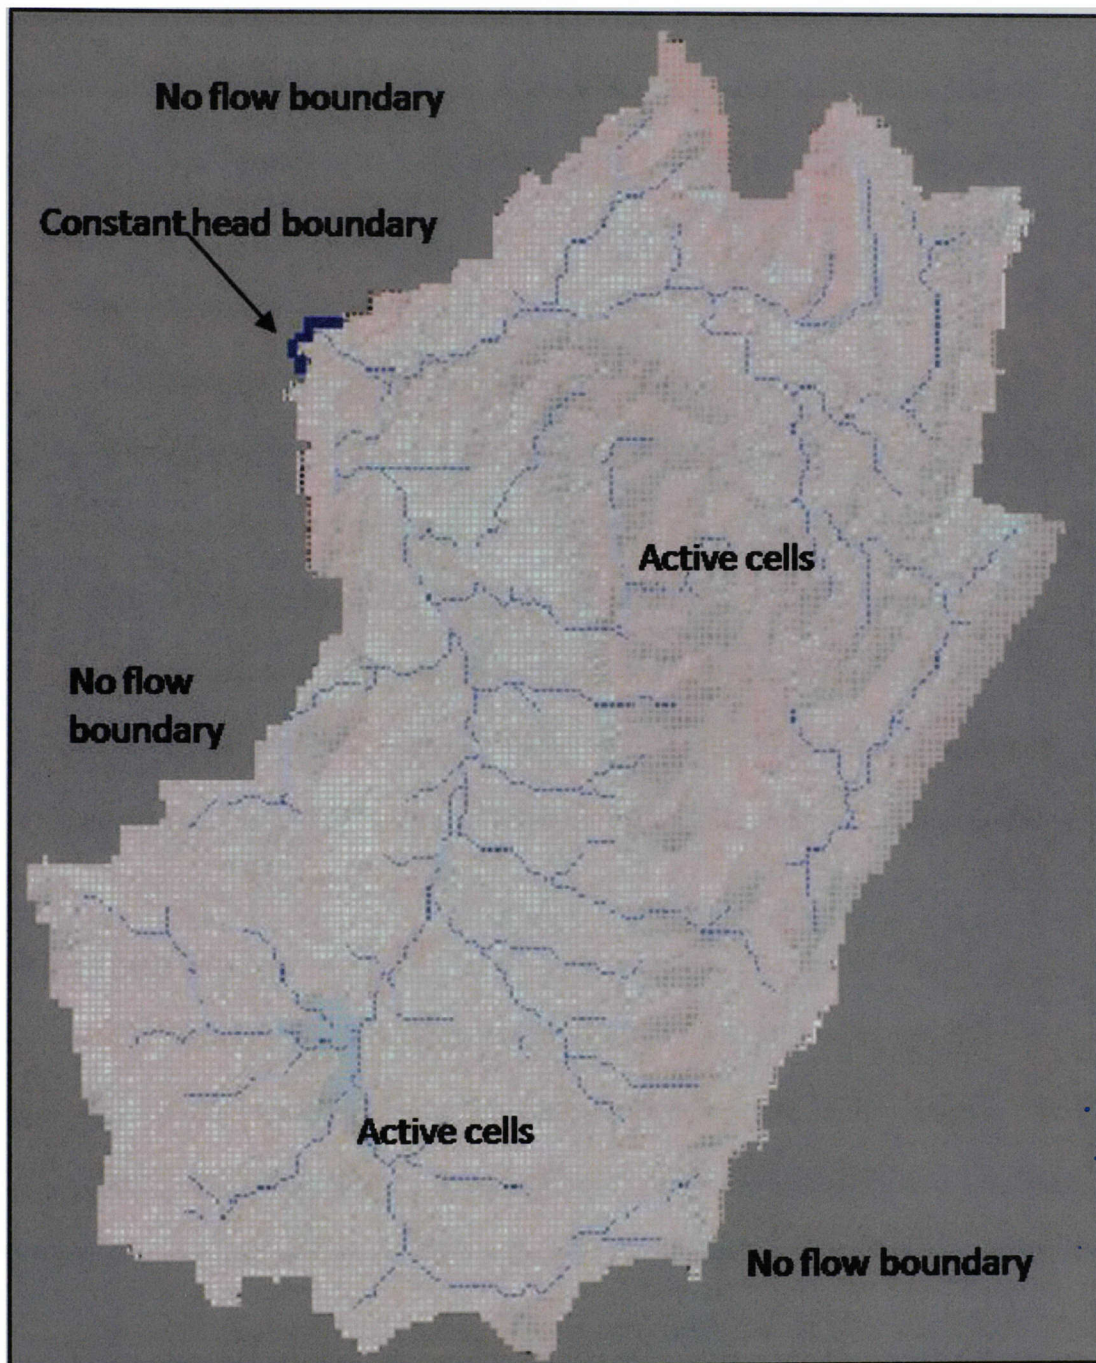 No flow boundary
Constant head boundary
Active cells
No flow
boundary
Active cells
No flow boundary